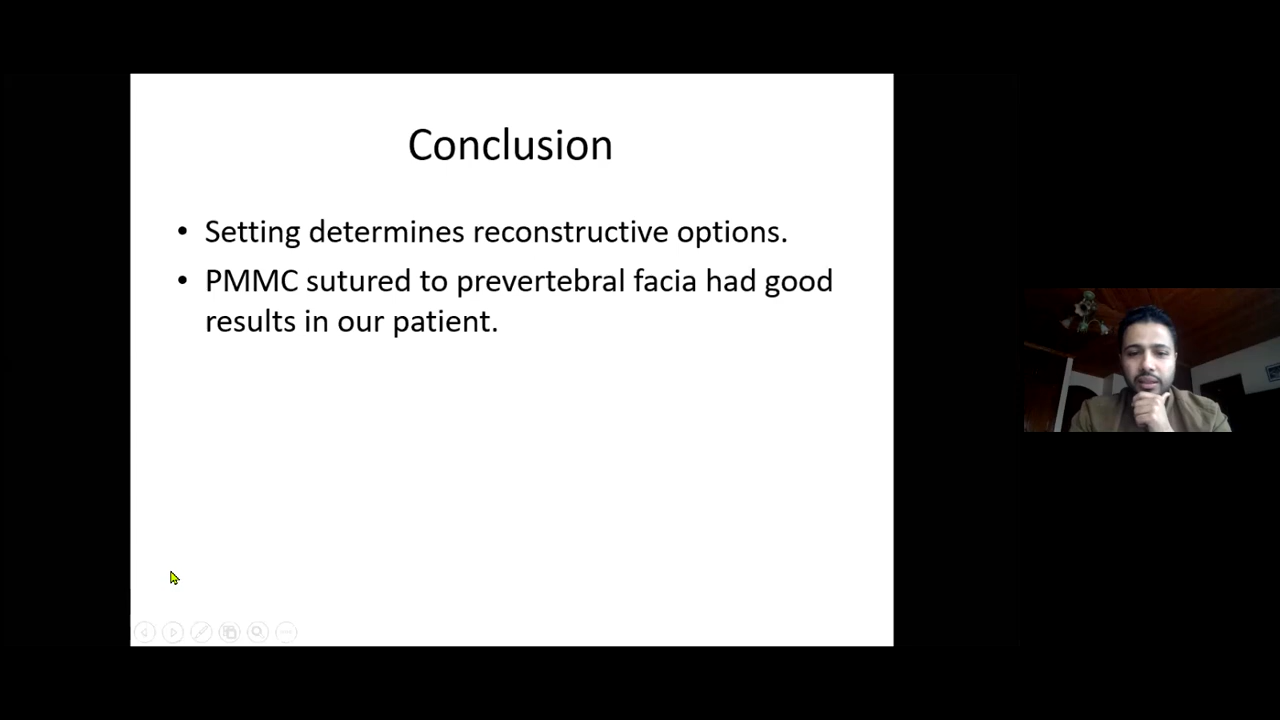 Conclusion
• Setting determines reconstructive options.
• PMMC sutured to prevertebral facia had good
results in our patient.